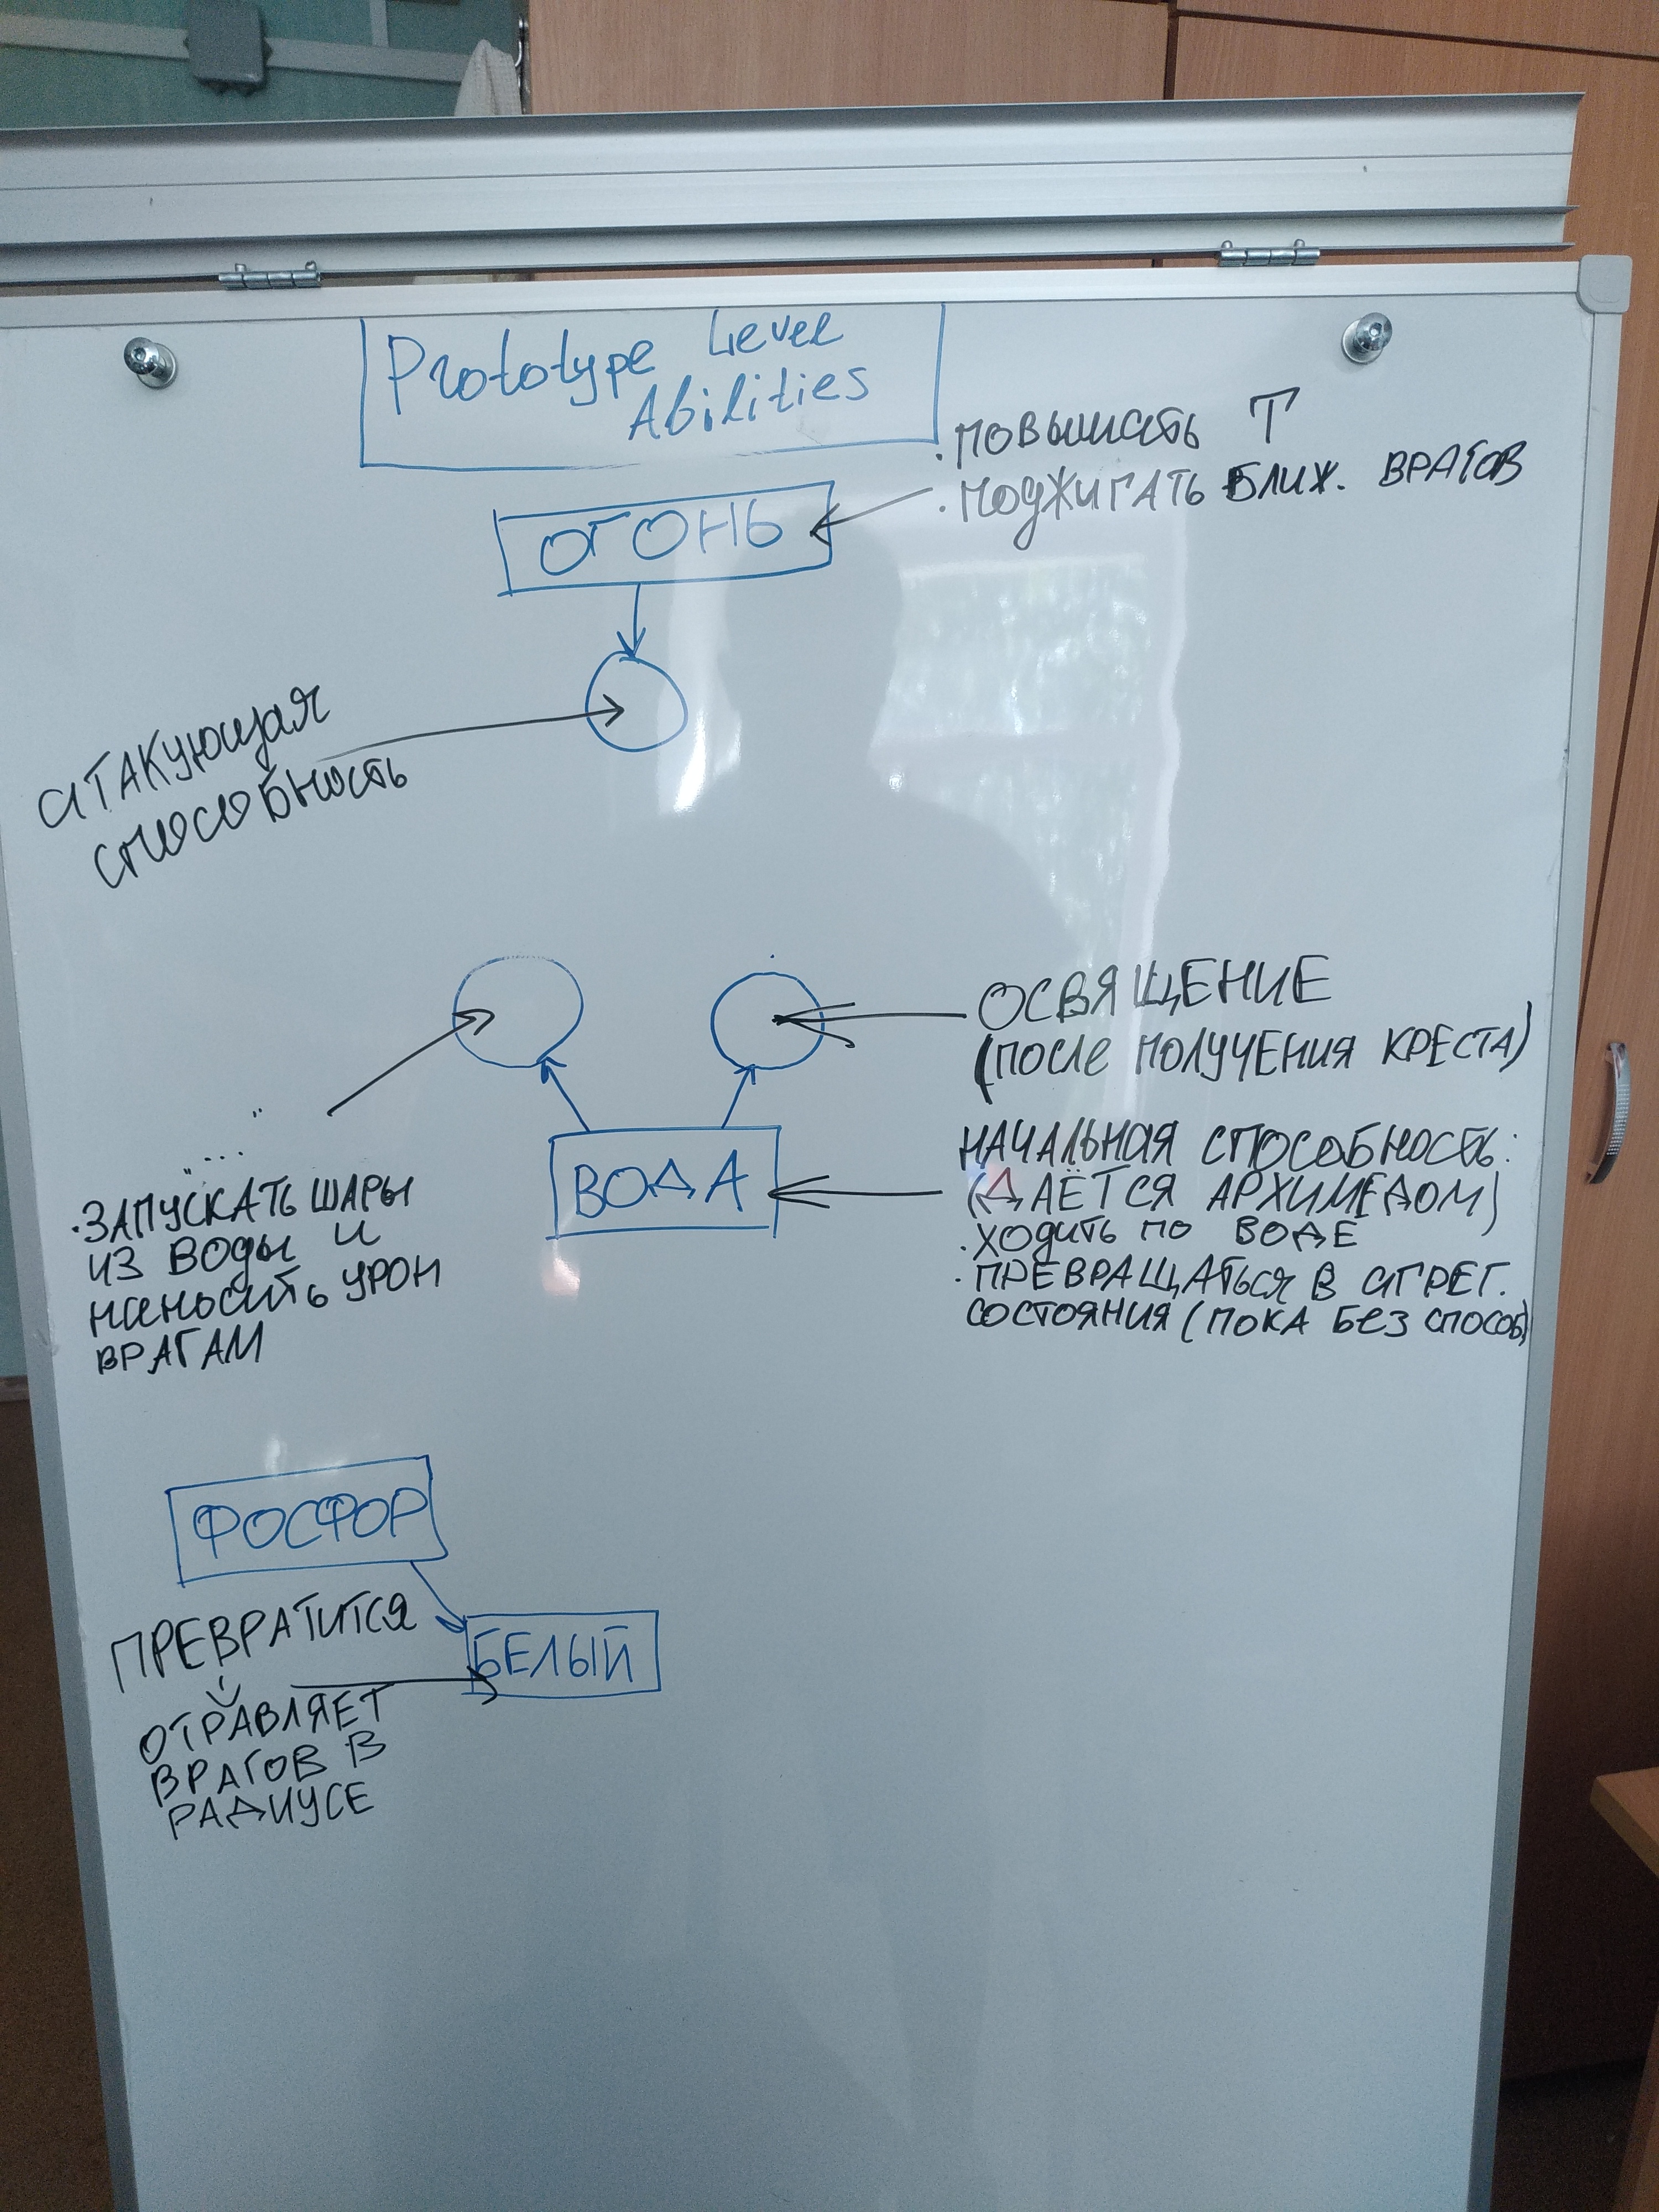 Prototype Level
Abilities
• ПОВЫШАТЬ T
• ПОДЖИГАТЬ БЛИЖ. ВРАГОВ
ОГОНЬ
АТАКУЮЩАЯ
СПОСОБНОСТЬ
ОСВЯЩЕНИЕ
(ПОСЛЕ ПОЛУЧЕНИЯ КРЕСТА)
"...."
• ЗАПУСКАТЬ ШАРЫ
ИЗ ВОДЫ И
НАНОСИТЬ УРОН
ВРАГАМ
ВОДА
НАЧАЛЬНАЯ СПОСОБНОСТЬ:
(ДАЁТСЯ АРХИМЕДОМ)
• ХОДИТЬ ПО ВОДЕ
• ПРЕВРАЩАТЬСЯ В АГРЕГ.
СОСТОЯНИЯ (ПОКА БЕЗ СПОСОБ)
ФОСФОР
ПРЕВРАТИТСЯ
БЕЛЫЙ
ОТРАВЛЯЕТ
ВРАГОВ В
РАДИУСЕ